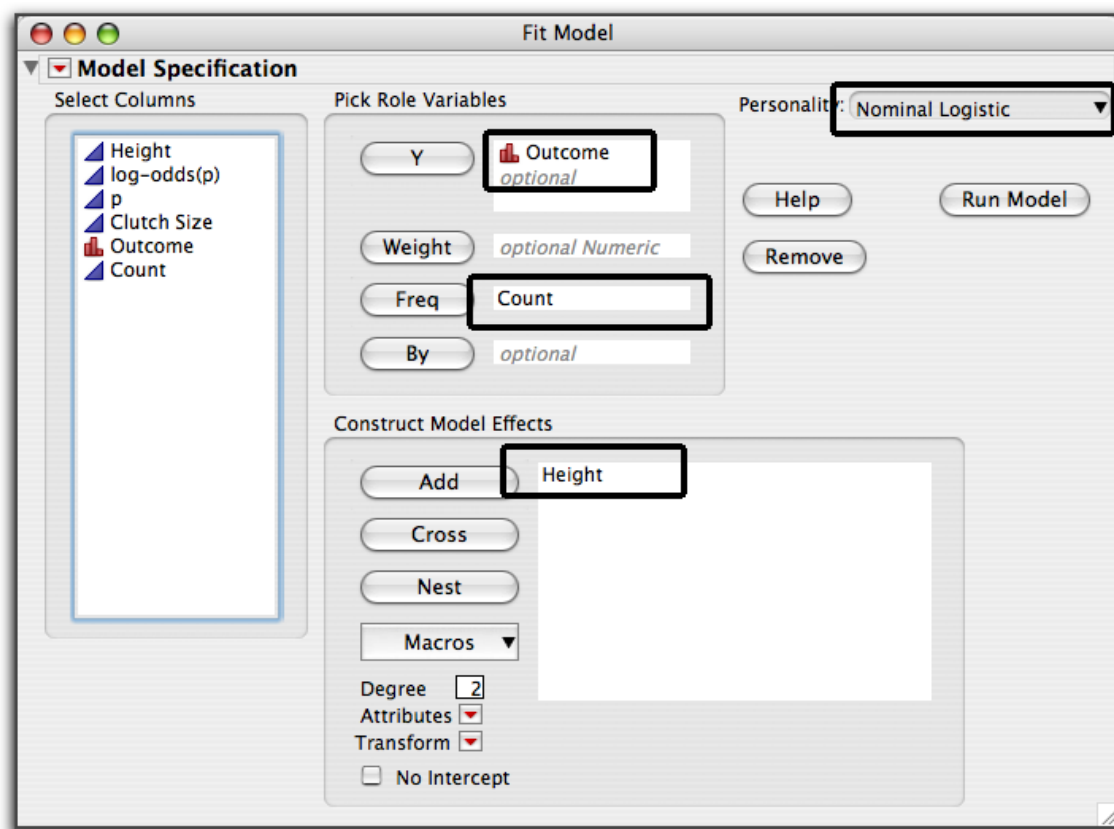 Fit Model
Model Specification
Select Columns
Height
log-odds(p)
p
Clutch Size
Outcome
Count
Pick Role Variables
Y
Outcome
optional
Weight
optional Numeric
Freq
Count
By
optional
Personality:
Nominal Logistic
Help
Run Model
Remove
Construct Model Effects
Add
Height
Cross
Nest
Macros
Degree 2
Attributes
Transform
No Intercept